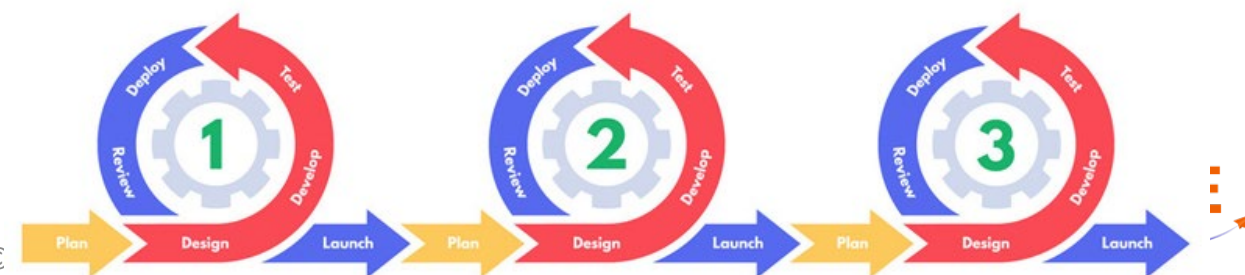 Deploy
Test
1
Review
Develop
Plan
Design
Launch
Deploy
Test
2
Review
Develop
Plan
Design
Launch
Deploy
Test
3
Review
Develop
Plan
Design
Launch